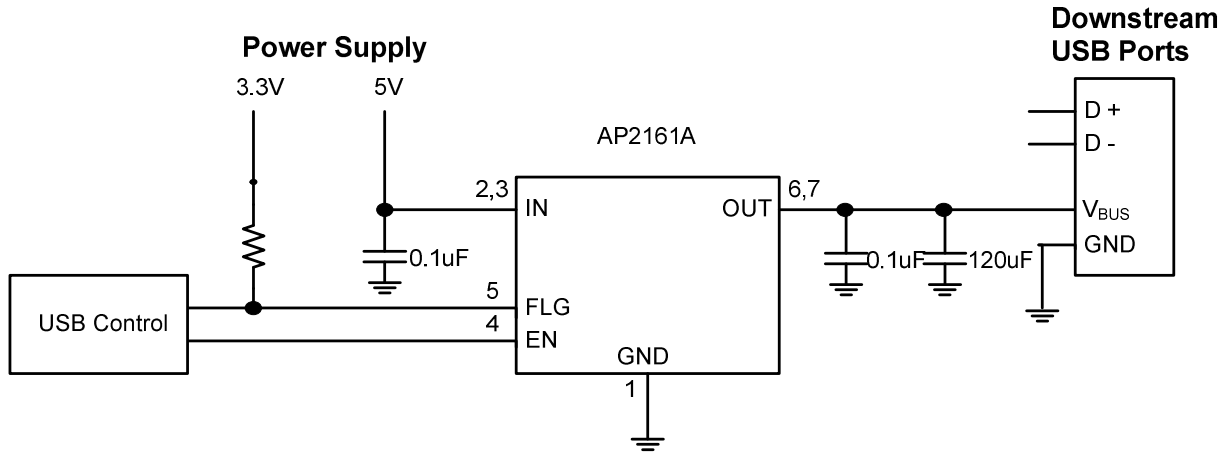 Downstream
USB Ports
Power Supply
3.3V
5V
AP2161A
D +
D -
2,3
6,7
IN
OUT
VBUS
GND
0.1uF
0.1uF
120uF
5
FLG
USB Control
4
EN
GND
1